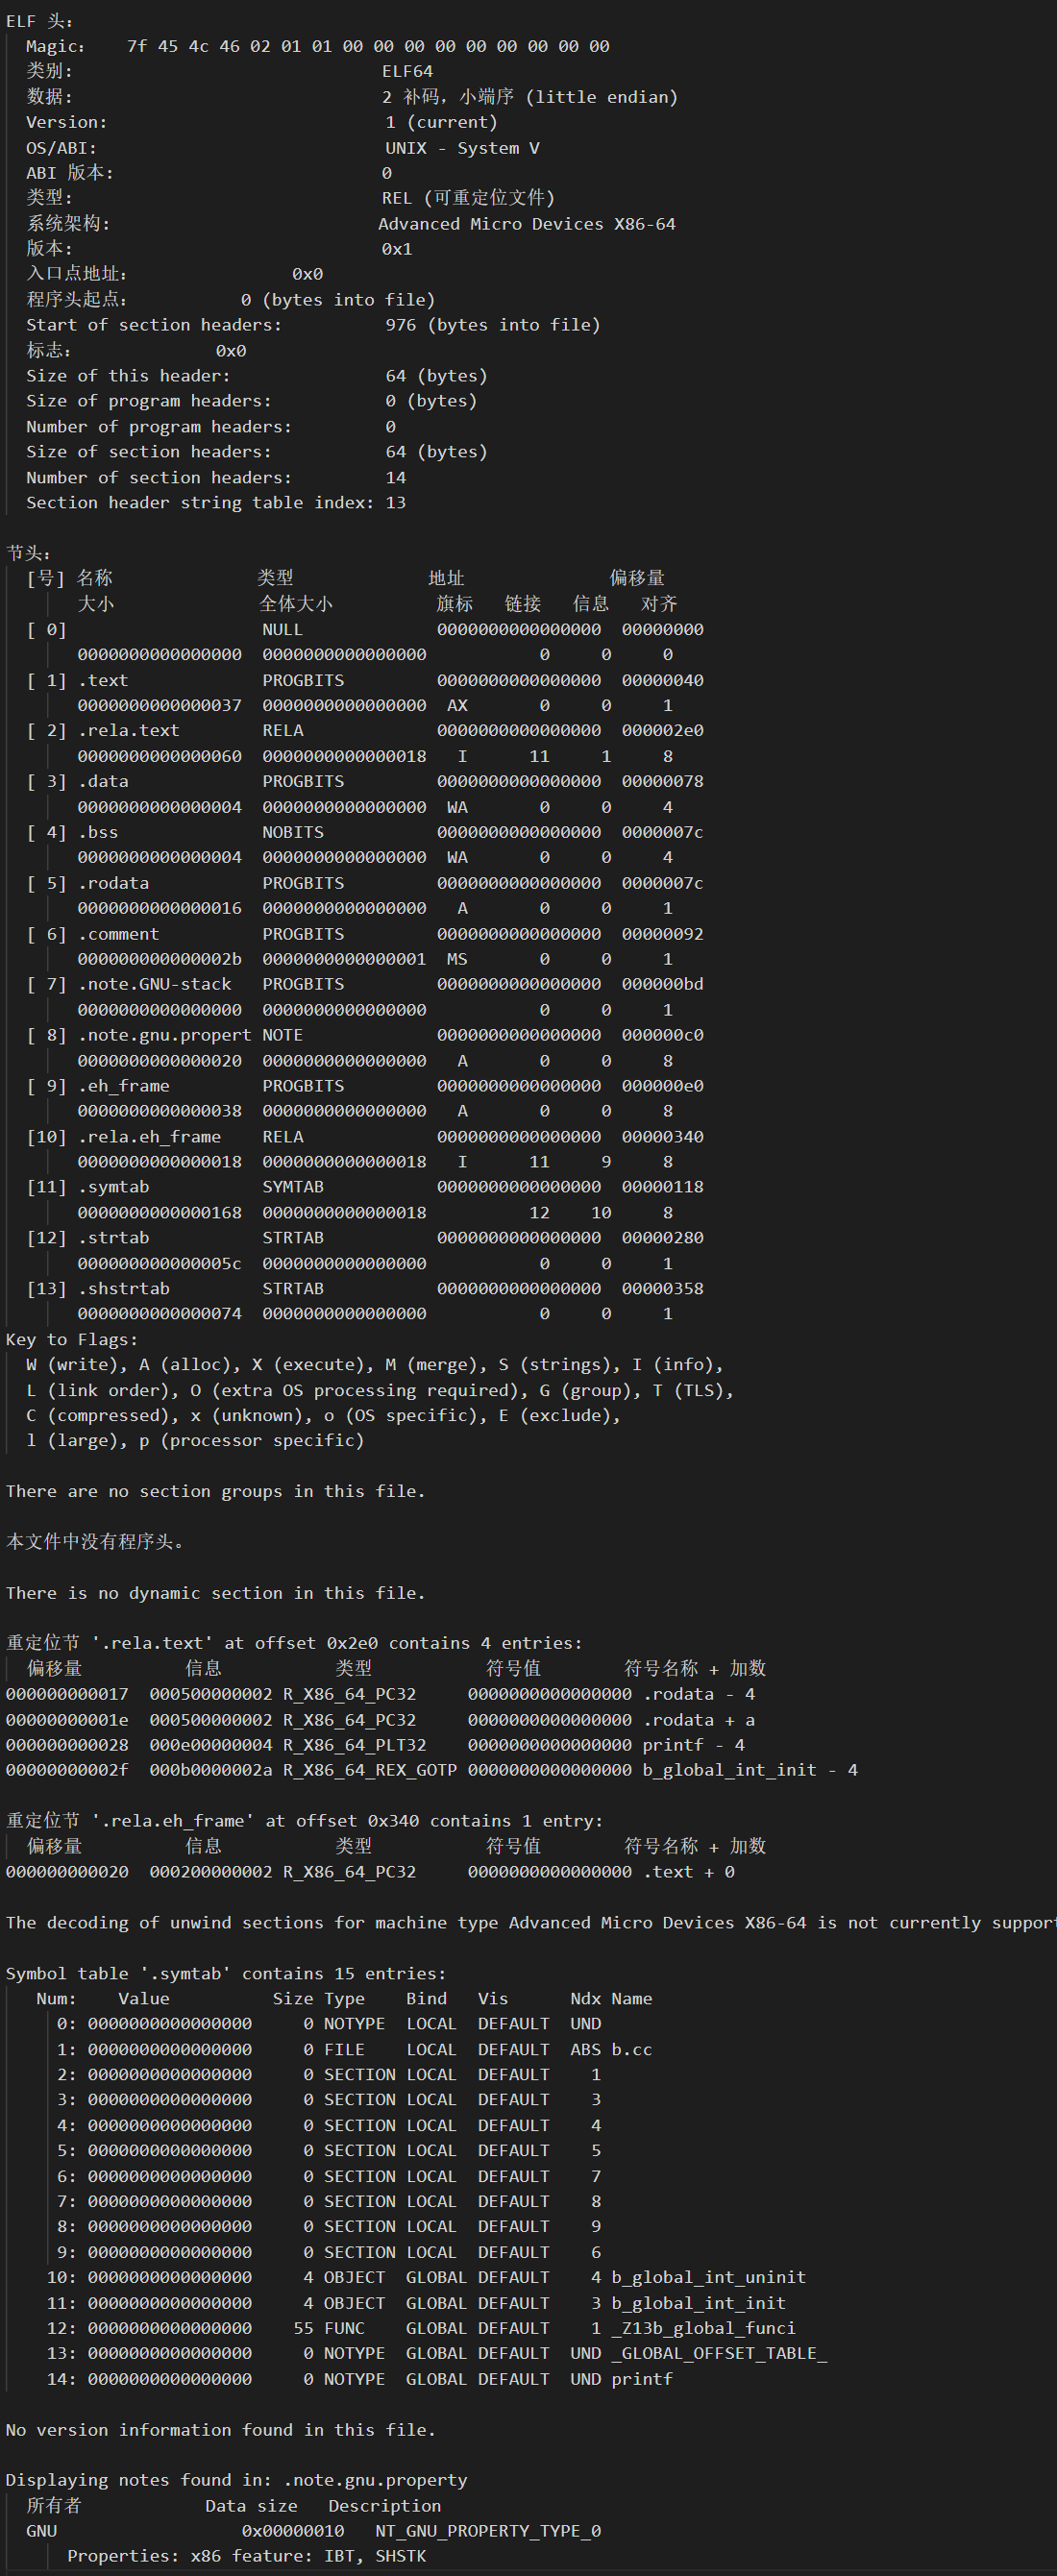 ELF 头:
Magic: 7f 45 4c 46 02 01 01 00 00 00 00 00 00 00 00 00
类别: ELF64
数据: 2 补码，小端序 (little endian)
Version: 1 (current)
OS/ABI: UNIX - System V
ABI 版本: 0
类型: REL (可重定位文件)
系统架构: Advanced Micro Devices X86-64
版本: 0x1
入口点地址: 0x0
程序头起点: 0 (bytes into file)
Start of section headers: 976 (bytes into file)
标志: 0x0
Size of this header: 64 (bytes)
Size of program headers: 0 (bytes)
Number of program headers: 0
Size of section headers: 64 (bytes)
Number of section headers: 14
Section header string table index: 13
节头:
[号] 名称 类型 地址 偏移量
大小 全体大小 旗标 链接 信息 对齐
[ 0] NULL 0000000000000000 00000000
0000000000000000 0000000000000000 0 0 0
[ 1] .text PROGBITS 0000000000000000 00000040
0000000000000037 0000000000000000 AX 0 0 1
[ 2] .rela.text RELA 0000000000000000 000002e0
0000000000000060 0000000000000018 I 11 1 8
[ 3] .data PROGBITS 0000000000000000 00000078
0000000000000004 0000000000000000 WA 0 0 4
[ 4] .bss NOBITS 0000000000000000 0000007c
0000000000000004 0000000000000000 WA 0 0 4
[ 5] .rodata PROGBITS 0000000000000000 0000007c
0000000000000016 0000000000000000 A 0 0 1
[ 6] .comment PROGBITS 0000000000000000 00000092
000000000000002b 0000000000000001 MS 0 0 1
[ 7] .note.GNU-stack PROGBITS 0000000000000000 000000bd
0000000000000000 0000000000000000 0 0 1
[ 8] .note.gnu.propert NOTE 0000000000000000 000000c0
0000000000000020 0000000000000000 A 0 0 8
[ 9] .eh_frame PROGBITS 0000000000000000 000000e0
0000000000000038 0000000000000000 A 0 0 8
[10] .rela.eh_frame RELA 0000000000000000 00000340
0000000000000018 0000000000000018 I 11 9 8
[11] .symtab SYMTAB 0000000000000000 00000118
0000000000000168 0000000000000018 12 10 8
[12] .strtab STRTAB 0000000000000000 00000280
000000000000005c 0000000000000000 0 0 1
[13] .shstrtab STRTAB 0000000000000000 00000358
0000000000000074 0000000000000000 0 0 1
Key to Flags:
W (write), A (alloc), X (execute), M (merge), S (strings), I (info),
L (link order), O (extra OS processing required), G (group), T (TLS),
C (compressed), x (unknown), o (OS specific), E (exclude),
l (large), p (processor specific)
There are no section groups in this file.
本文件中没有程序头。
There is no dynamic section in this file.
重定位节 '.rela.text' at offset 0x2e0 contains 4 entries:
偏移量 信息 类型 符号值 符号名称 + 加数
000000000017 000500000002 R_X86_64_PC32 0000000000000000 .rodata - 4
00000000001e 000500000002 R_X86_64_PC32 0000000000000000 .rodata + a
000000000028 000e00000004 R_X86_64_PLT32 0000000000000000 printf - 4
00000000002f 000b0000002a R_X86_64_REX_GOTP 0000000000000000 b_global_int_init - 4
重定位节 '.rela.eh_frame' at offset 0x340 contains 1 entry:
偏移量 信息 类型 符号值 符号名称 + 加数
000000000020 000200000002 R_X86_64_PC32 0000000000000000 .text + 0
The decoding of unwind sections for machine type Advanced Micro Devices X86-64 is not currently suppor
Symbol table '.symtab' contains 15 entries:
Num: Value Size Type Bind Vis Ndx Name
0: 0000000000000000 0 NOTYPE LOCAL DEFAULT UND
1: 0000000000000000 0 FILE LOCAL DEFAULT ABS b.cc
2: 0000000000000000 0 SECTION LOCAL DEFAULT 1
3: 0000000000000000 0 SECTION LOCAL DEFAULT 3
4: 0000000000000000 0 SECTION LOCAL DEFAULT 4
5: 0000000000000000 0 SECTION LOCAL DEFAULT 5
6: 0000000000000000 0 SECTION LOCAL DEFAULT 7
7: 0000000000000000 0 SECTION LOCAL DEFAULT 8
8: 0000000000000000 0 SECTION LOCAL DEFAULT 9
9: 0000000000000000 0 SECTION LOCAL DEFAULT 6
10: 0000000000000000 4 OBJECT GLOBAL DEFAULT 4 b_global_int_uninit
11: 0000000000000000 4 OBJECT GLOBAL DEFAULT 3 b_global_int_init
12: 0000000000000000 55 FUNC GLOBAL DEFAULT 1 _Z13b_global_funci
13: 0000000000000000 0 NOTYPE GLOBAL DEFAULT UND _GLOBAL_OFFSET_TABLE_
14: 0000000000000000 0 NOTYPE GLOBAL DEFAULT UND printf
No version information found in this file.
Displaying notes found in: .note.gnu.property
所有者 Data size Description
GNU 0x00000010 NT_GNU_PROPERTY_TYPE_0
Properties: x86 feature: IBT, SHSTK